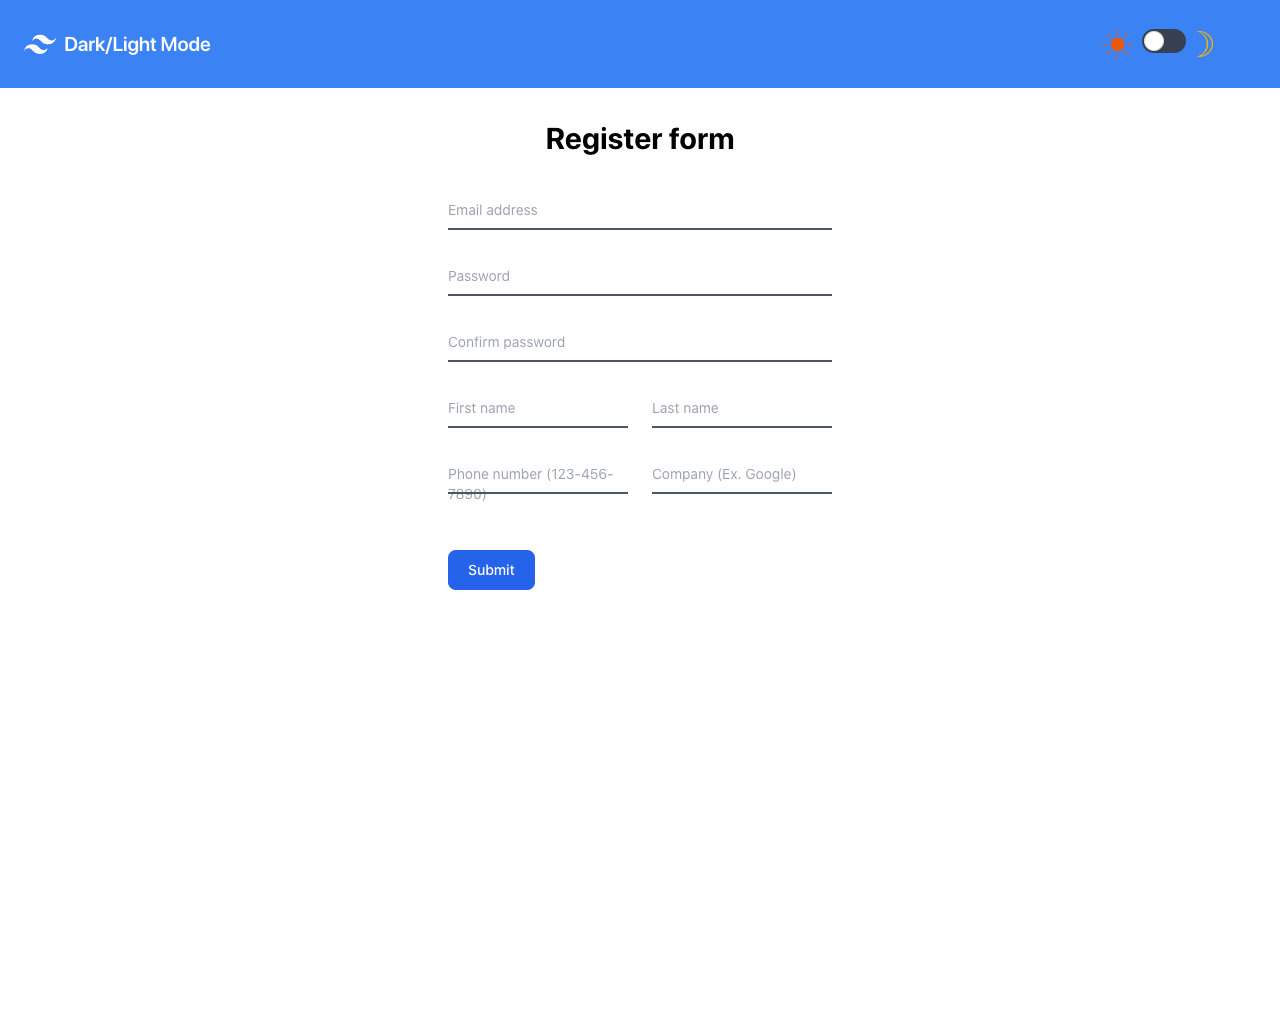 Dark/Light Mode
Register form
Email address
Password
Confirm password
First name
Last name
Phone number (123-456-
7890)
Company (Ex. Google)
Submit